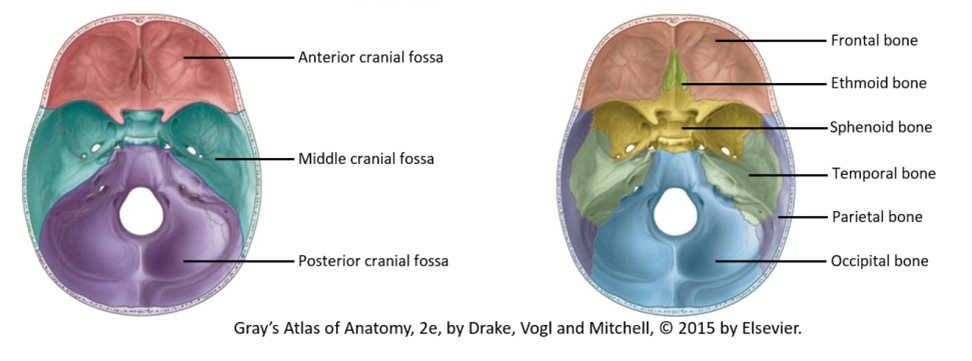 Anterior cranial fossa
Middle cranial fossa
Posterior cranial fossa
Frontal bone
Ethmoid bone
Sphenoid bone
Temporal bone
Parietal bone
Occipital bone
Gray's Atlas of Anatomy, 2e, by Drake, Vogl and Mitchell, © 2015 by Elsevier.